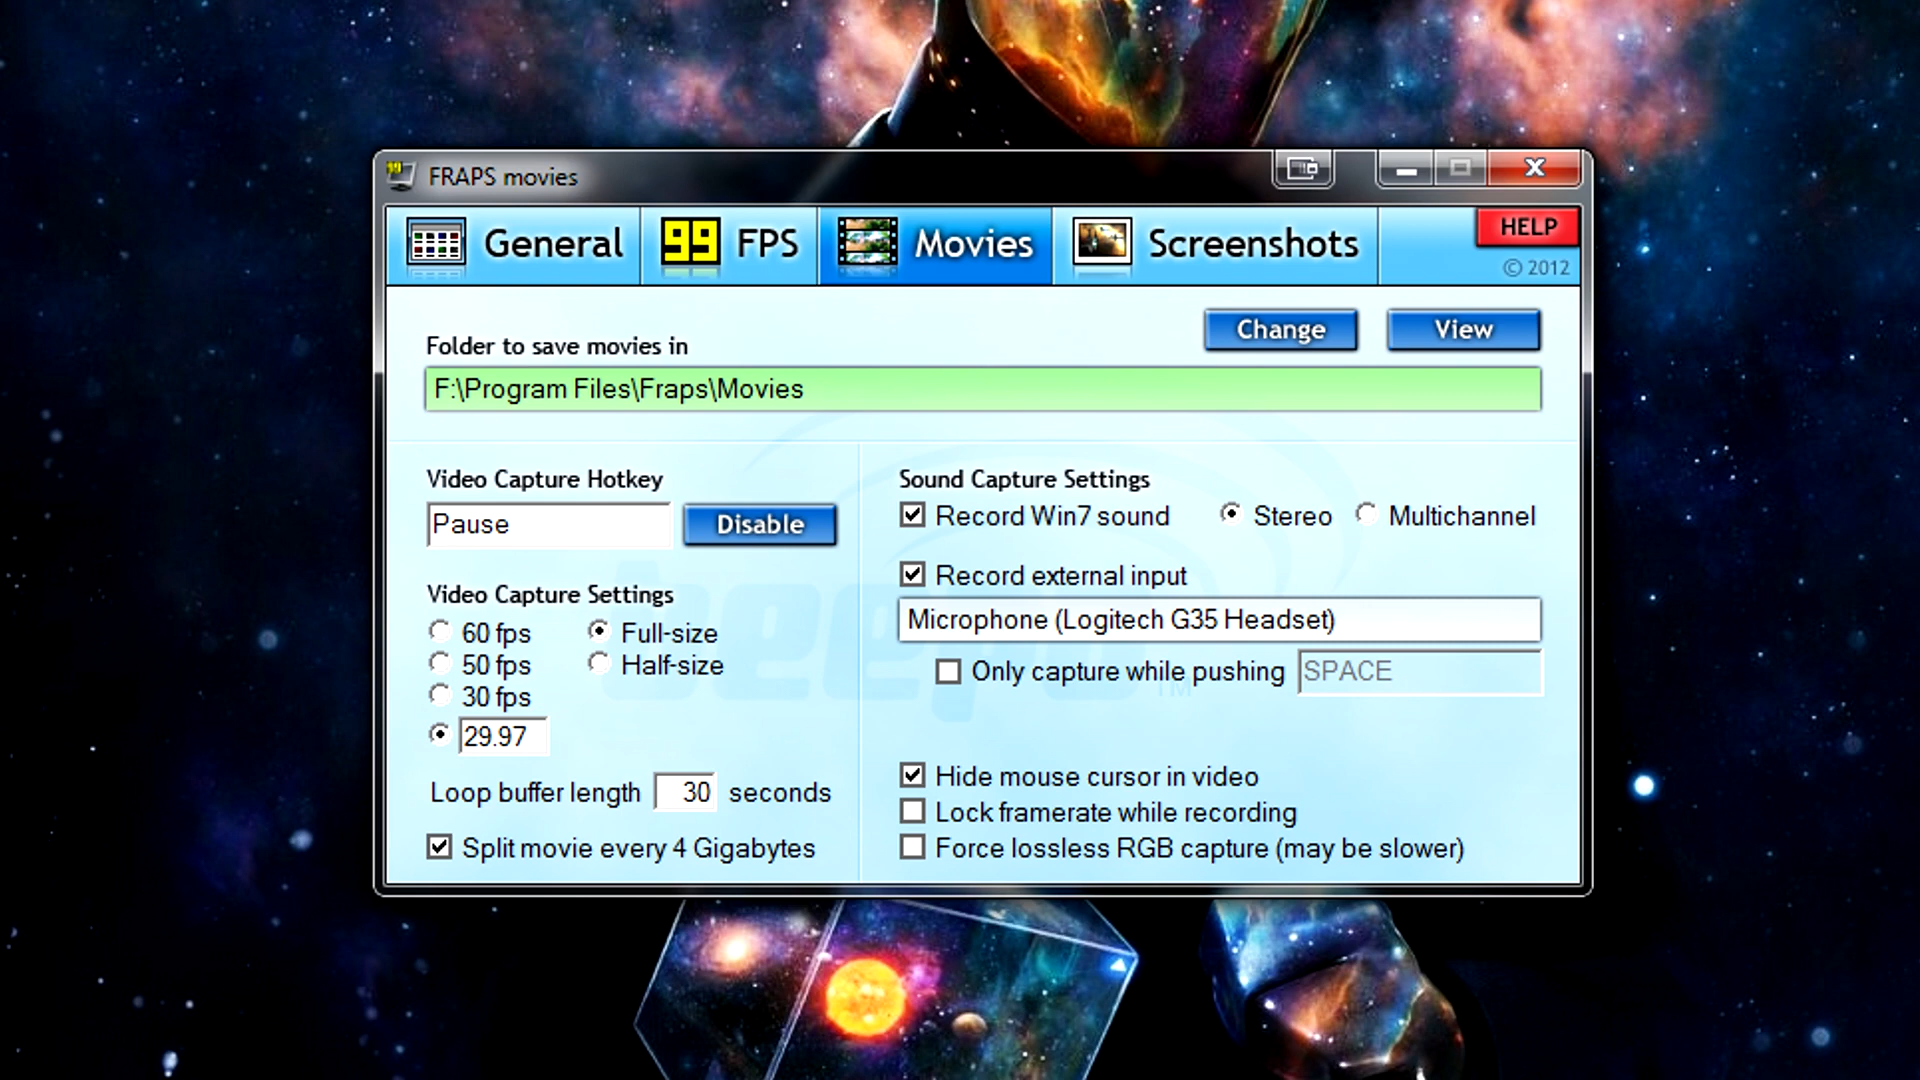 FRAPS movies
General
99 FPS
Movies
Screenshots
HELP
© 2012
Change
View
Folder to save movies in
F:\Program Files\Fraps\Movies
Video Capture Hotkey
Pause
Disable
Video Capture Settings
60 fps
Full-size
50 fps
Half-size
30 fps
29.97
Loop buffer length 30 seconds
Split movie every 4 Gigabytes
Sound Capture Settings
Record Win7 sound
Stereo
Multichannel
Record external input
Microphone (Logitech G35 Headset)
Only capture while pushing SPACE
Hide mouse cursor in video
Lock framerate while recording
Force lossless RGB capture (may be slower)
beepa
TM